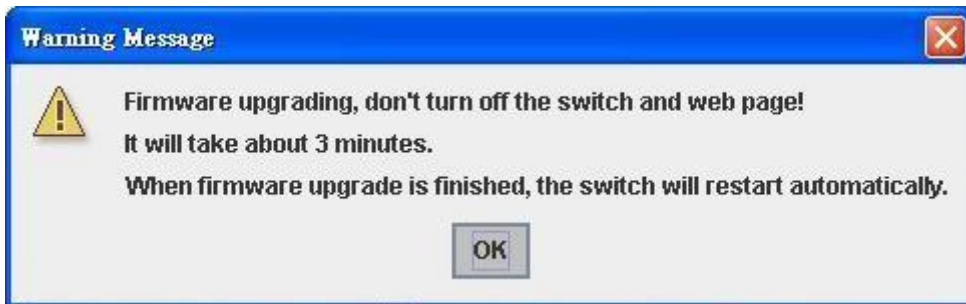 Warning Message
Firmware upgrading, don't turn off the switch and web page!
It will take about 3 minutes.
When firmware upgrade is finished, the switch will restart automatically.
OK